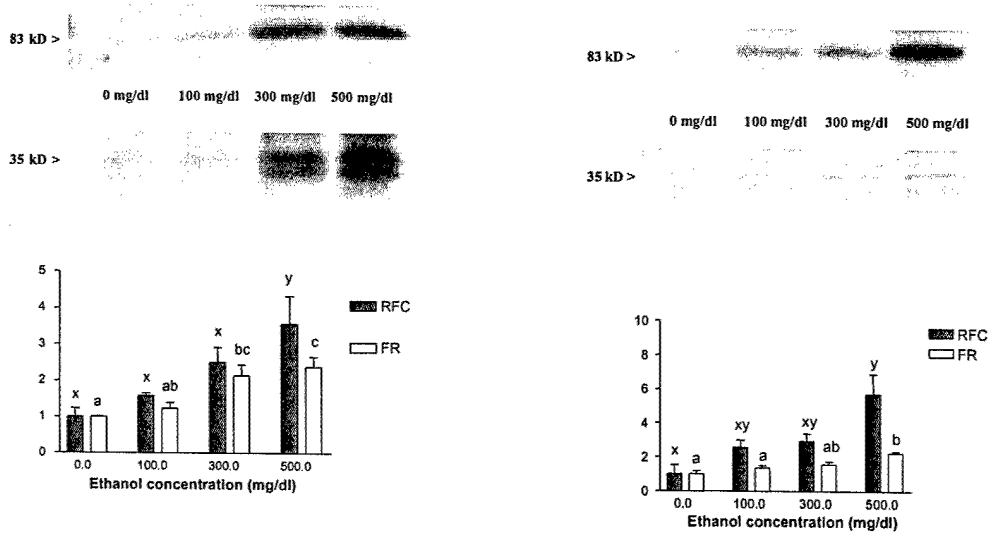 83 kD >
0 mg/dl 100 mg/dl 300 mg/dl 500 mg/dl
35 kD >
5
4
3
2
1
0
y
x
x
x
a
ab
bc
c
RFC
FR
0.0 100.0 300.0 500.0
Ethanol concentration (mg/dl)
83 kD >
0 mg/dl 100 mg/dl 300 mg/dl 500 mg/dl
35 kD >
10
8
6
4
2
0
y
xy
xy
x
a
a
ab
b
RFC
FR
0.0 100.0 300.0 500.0
Ethanol concentration (mg/dl)